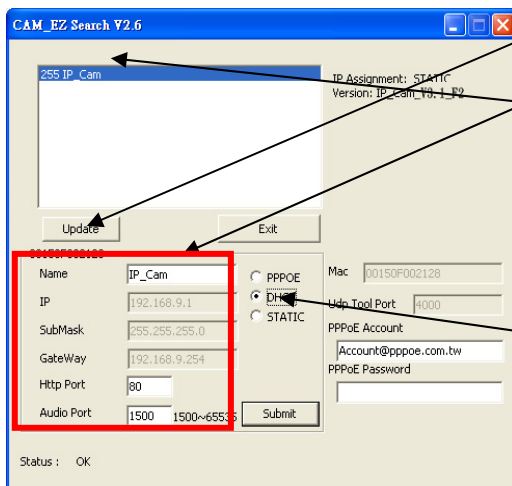 CAM_EZ Search V2.6
255 IP_Cam
IP Assignment: STATIC
Version: IP_Cam_V3.1_F2
Update
Exit
00150F002128
Name
IP_Cam
PPPOE
Mac
00150F002128
IP
192.168.9.1
DHCP
Udp Tool Port
4000
SubMask
255.255.255.0
STATIC
PPPoE Account
GateWay
192.168.9.254
Account@pppoe.com.tw
PPPoE Password
Http Port
80
Audio Port
1500
1500~65535
Submit
Status : OK